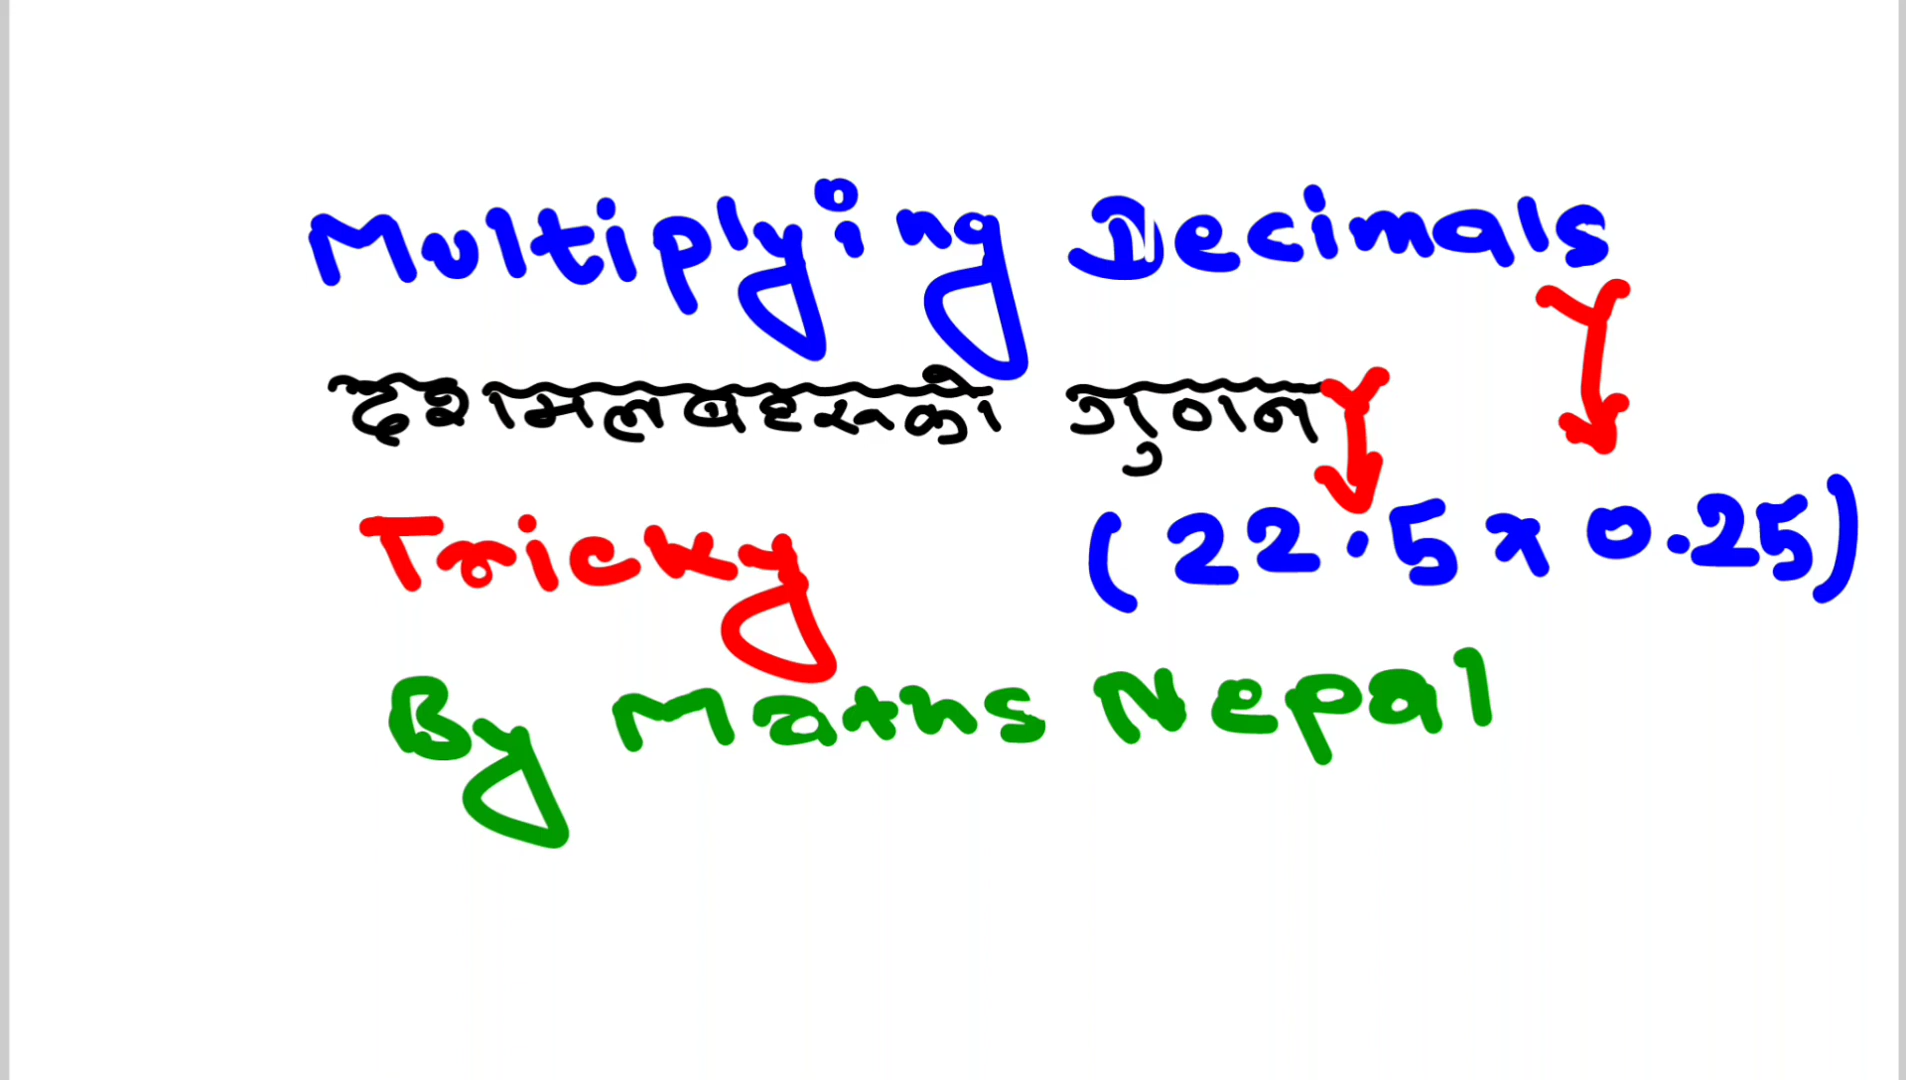 Multiplying Decimals
दशमलवहरूको गुणन
Tricky (22.5 x 0.25)
By Maths Nepal